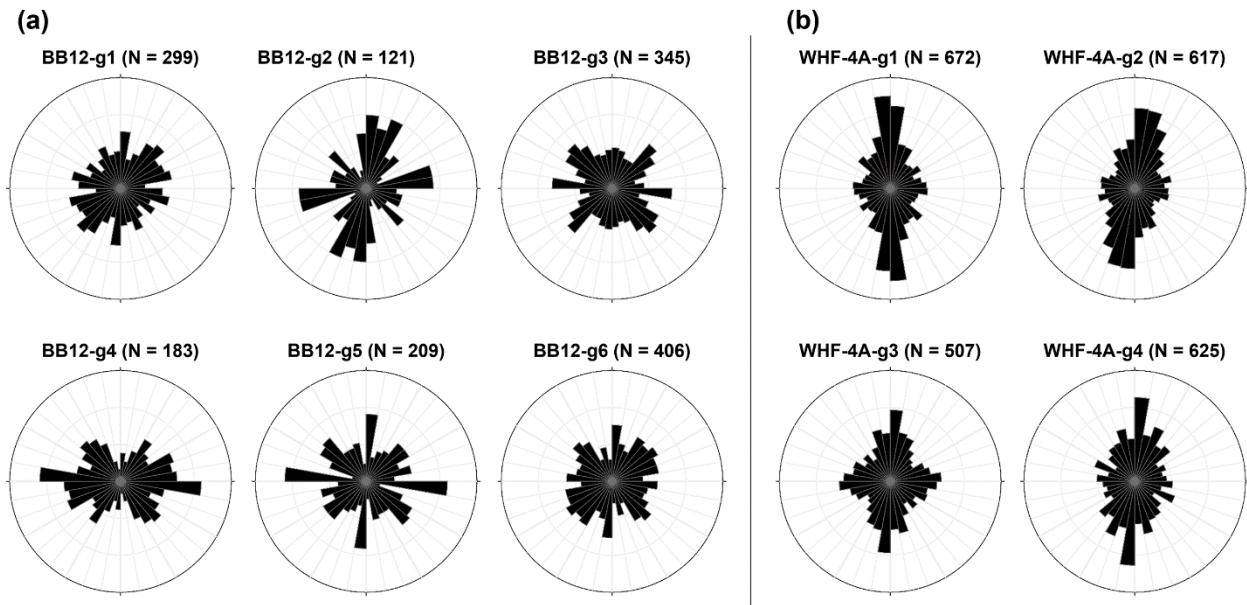 (a)
BB12-g1 (N = 299)
BB12-g2 (N = 121)
BB12-g3 (N = 345)
BB12-g4 (N = 183)
BB12-g5 (N = 209)
BB12-g6 (N = 406)
(b)
WHF-4A-g1 (N = 672)
WHF-4A-g2 (N = 617)
WHF-4A-g3 (N = 507)
WHF-4A-g4 (N = 625)